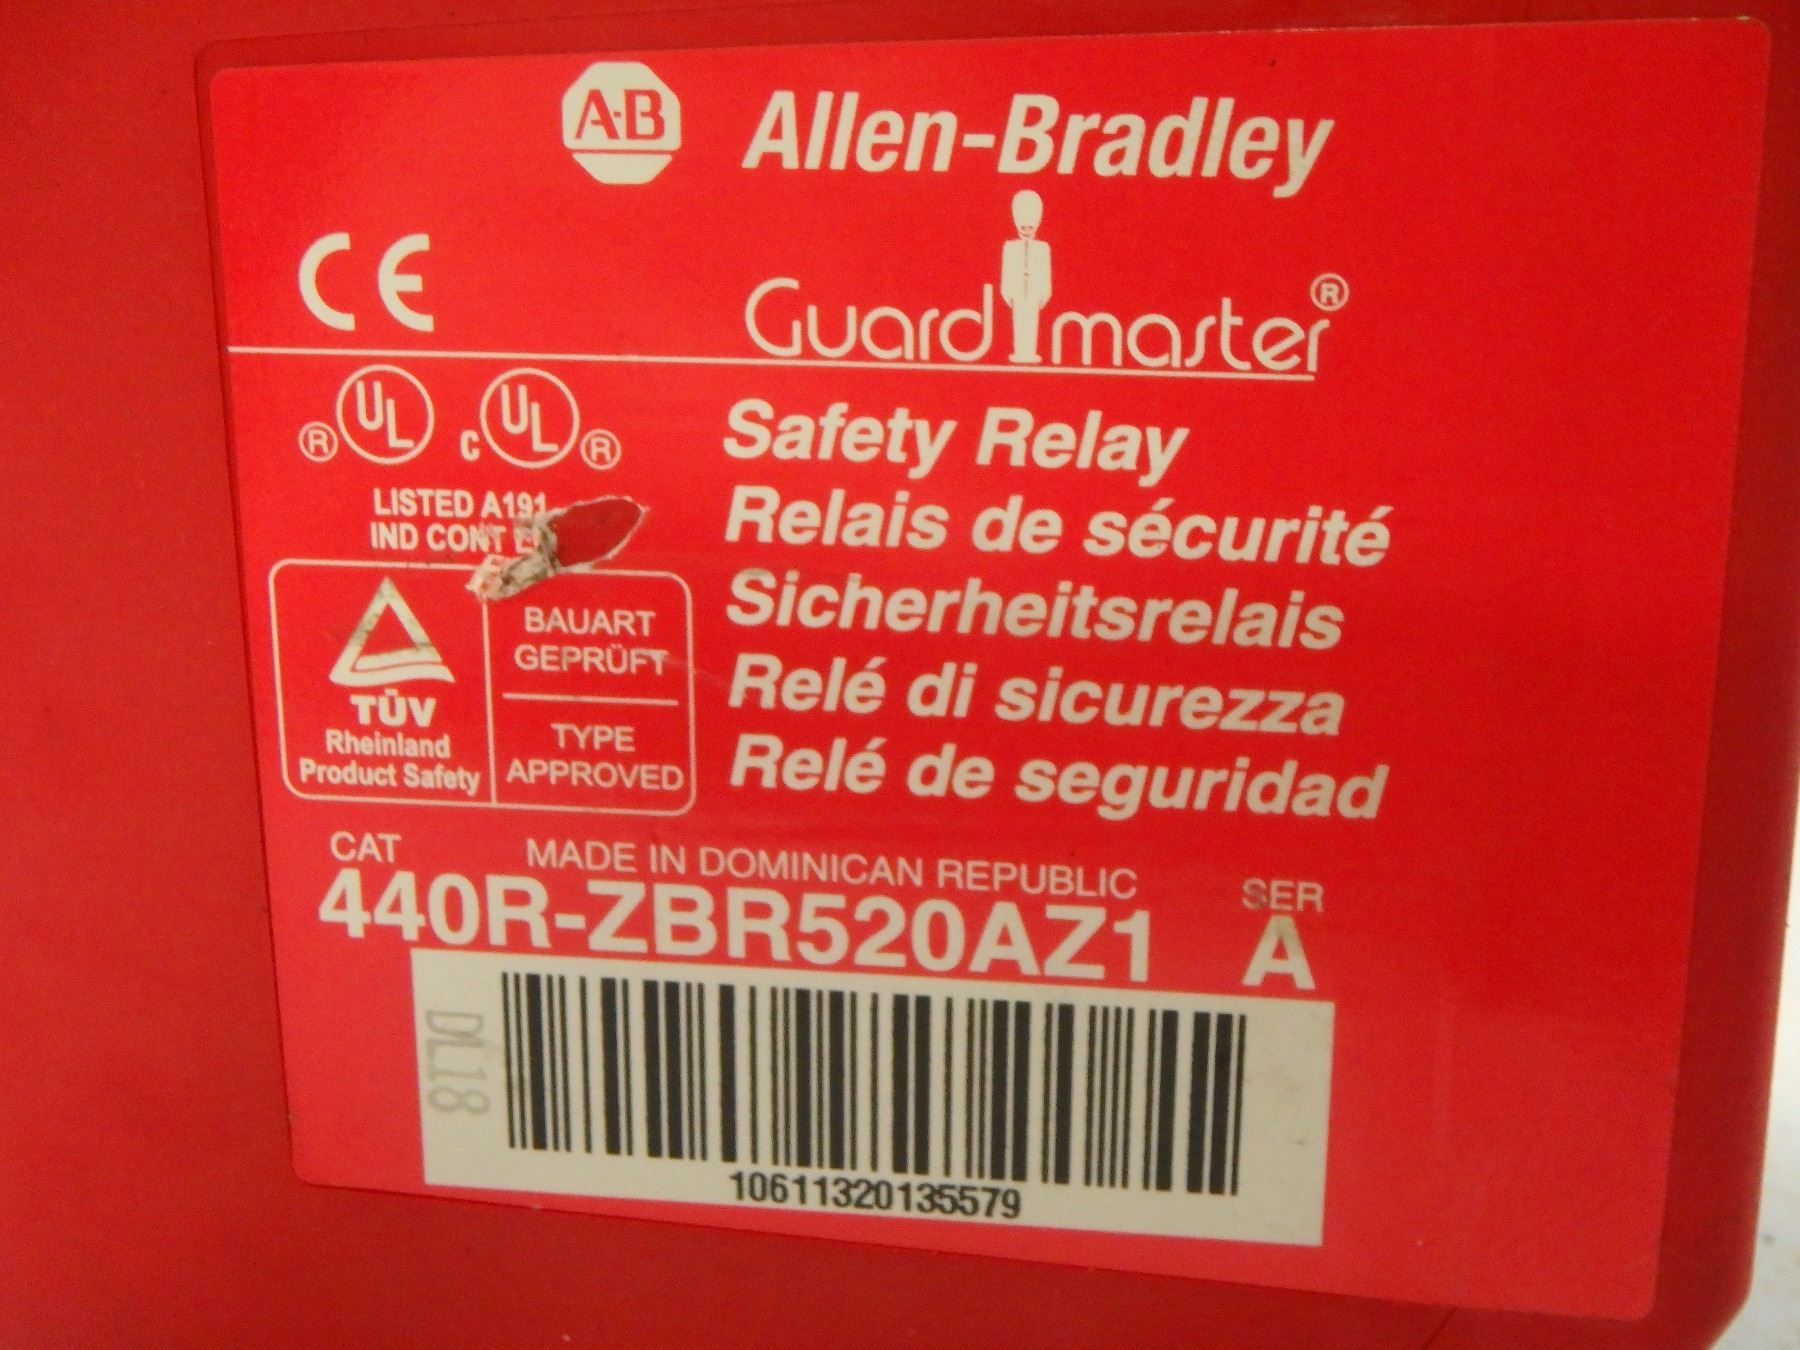 A-B Allen-Bradley
CE
Guardmaster®
® UL c UL ®
LISTED A191
IND CONT
TÜV
Rheinland
Product Safety
BAUART
GEPRÜFT
TYPE
APPROVED
Safety Relay
Relais de sécurité
Sicherheitsrelais
Relé di sicurezza
Relé de seguridad
CAT MADE IN DOMINICAN REPUBLIC SER
440R-ZBR520AZ1 A
DL18
10611320135579